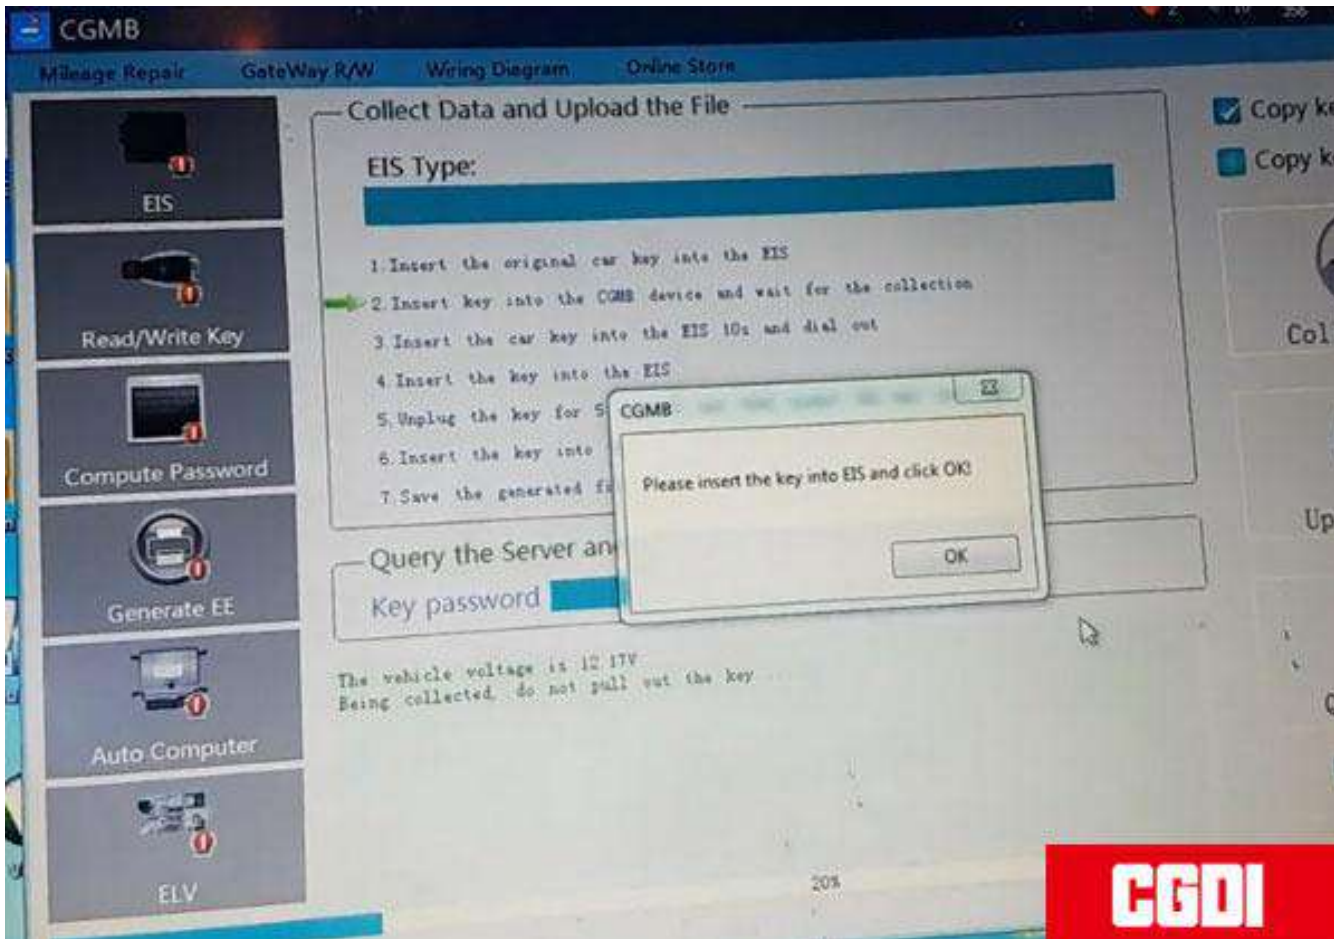 CGMB
Mileage Repair GateWay R/W Wiring Diagram Online Store
Collect Data and Upload the File
EIS Type:
1.Insert the original car key into the EIS
2.Insert key into the CGMB device and wait for the collection
3.Insert the car key into the EIS 10s and dial out
4.Insert the key into the EIS
5.Unplug the key for 5
6.Insert the key into
7.Save the generated
Query the Server an
Key password
The vehicle voltage is 12.17V
Being collected, do not pull out the key
20%
EIS
Read/Write Key
Compute Password
Generate EE
Auto Computer
ELV
CGMB
Please insert the key into EIS and click OK!
OK
Copy k
Copy k
Col
Up
CGDI